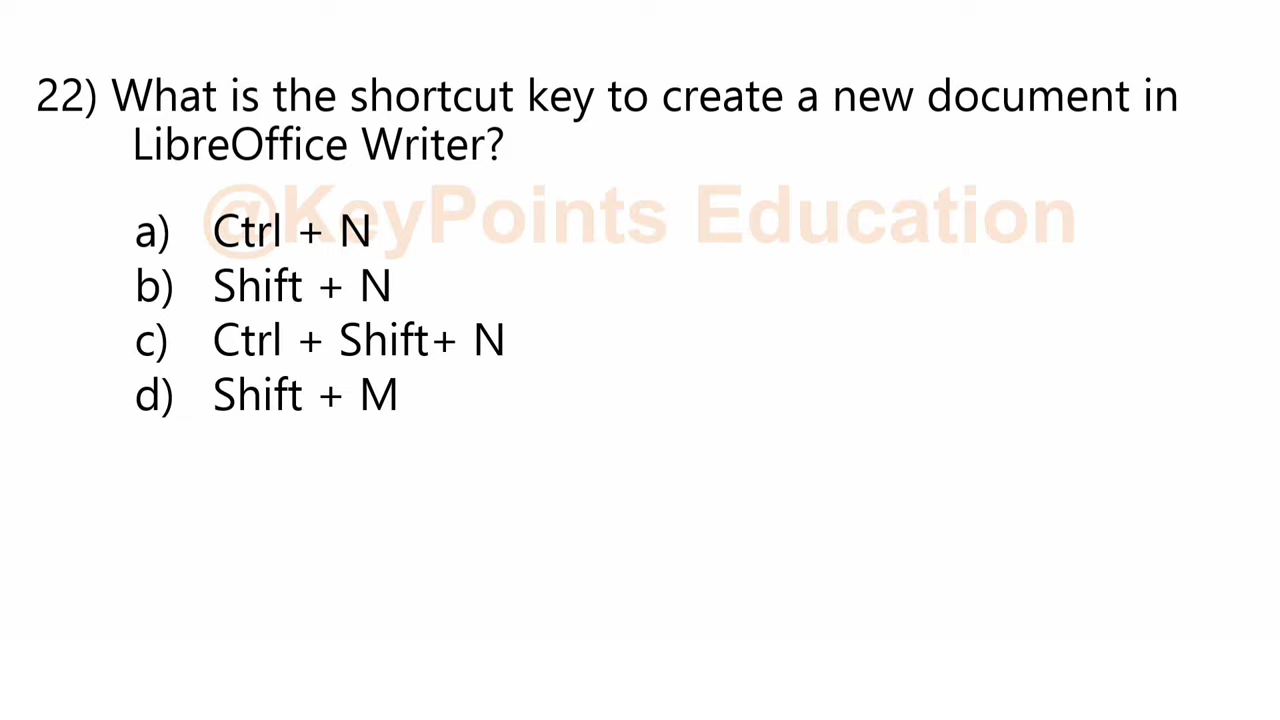 22) What is the shortcut key to create a new document in
LibreOffice Writer?
@KeyPoints Education
a) Ctrl + N
b) Shift + N
c) Ctrl + Shift+ N
d) Shift + M